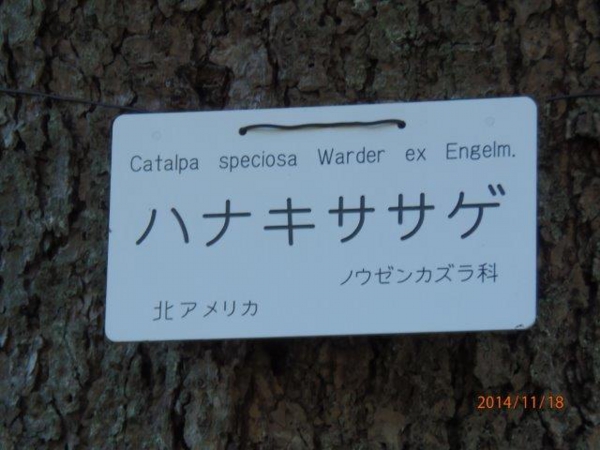 Catalpa speciosa Warder ex Engelm.
ハナキササゲ
ノウゼンカズラ科
北アメリカ
2014/11/18